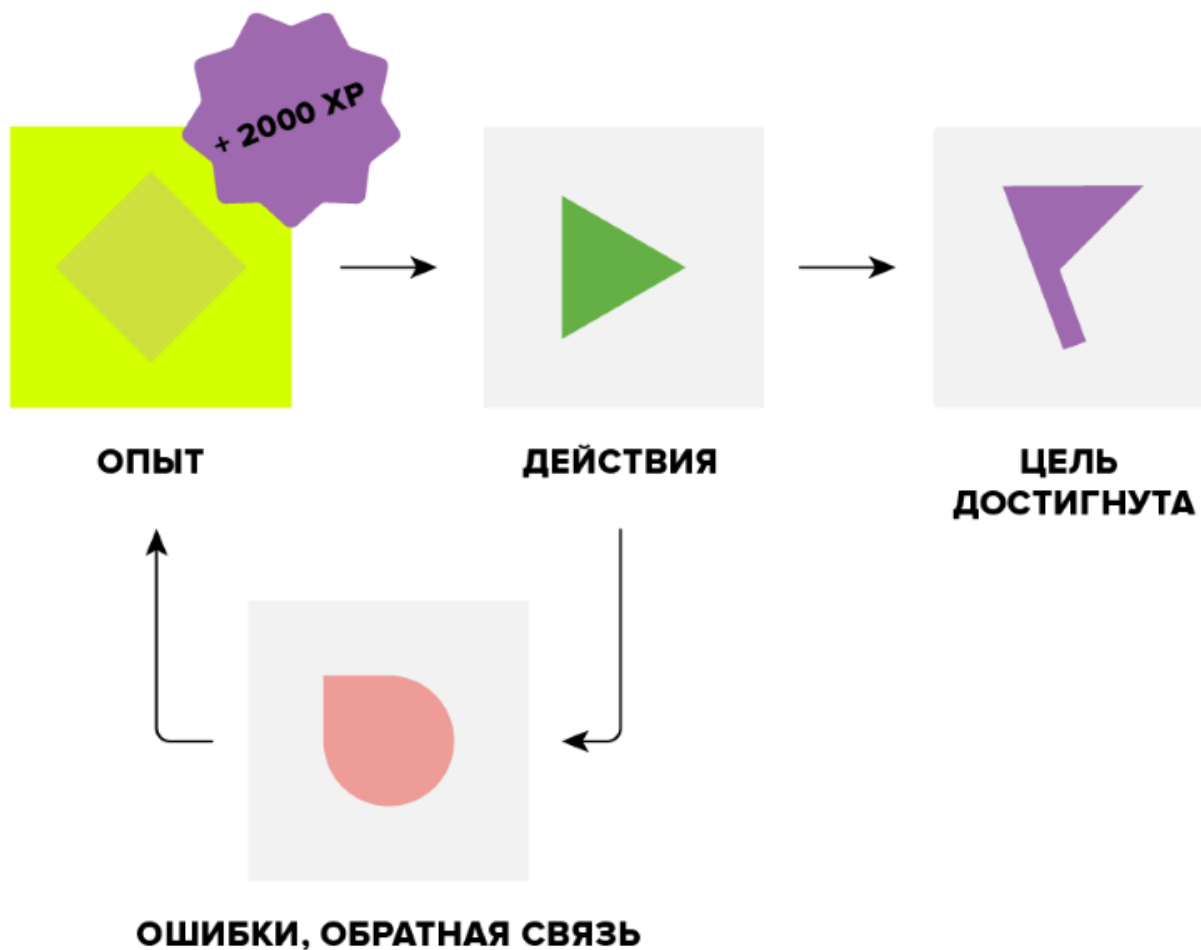 + 2000 XP
ОПЫТ
ДЕЙСТВИЯ
ЦЕЛЬ
ДОСТИГНУТА
ОШИБКИ, ОБРАТНАЯ СВЯЗЬ